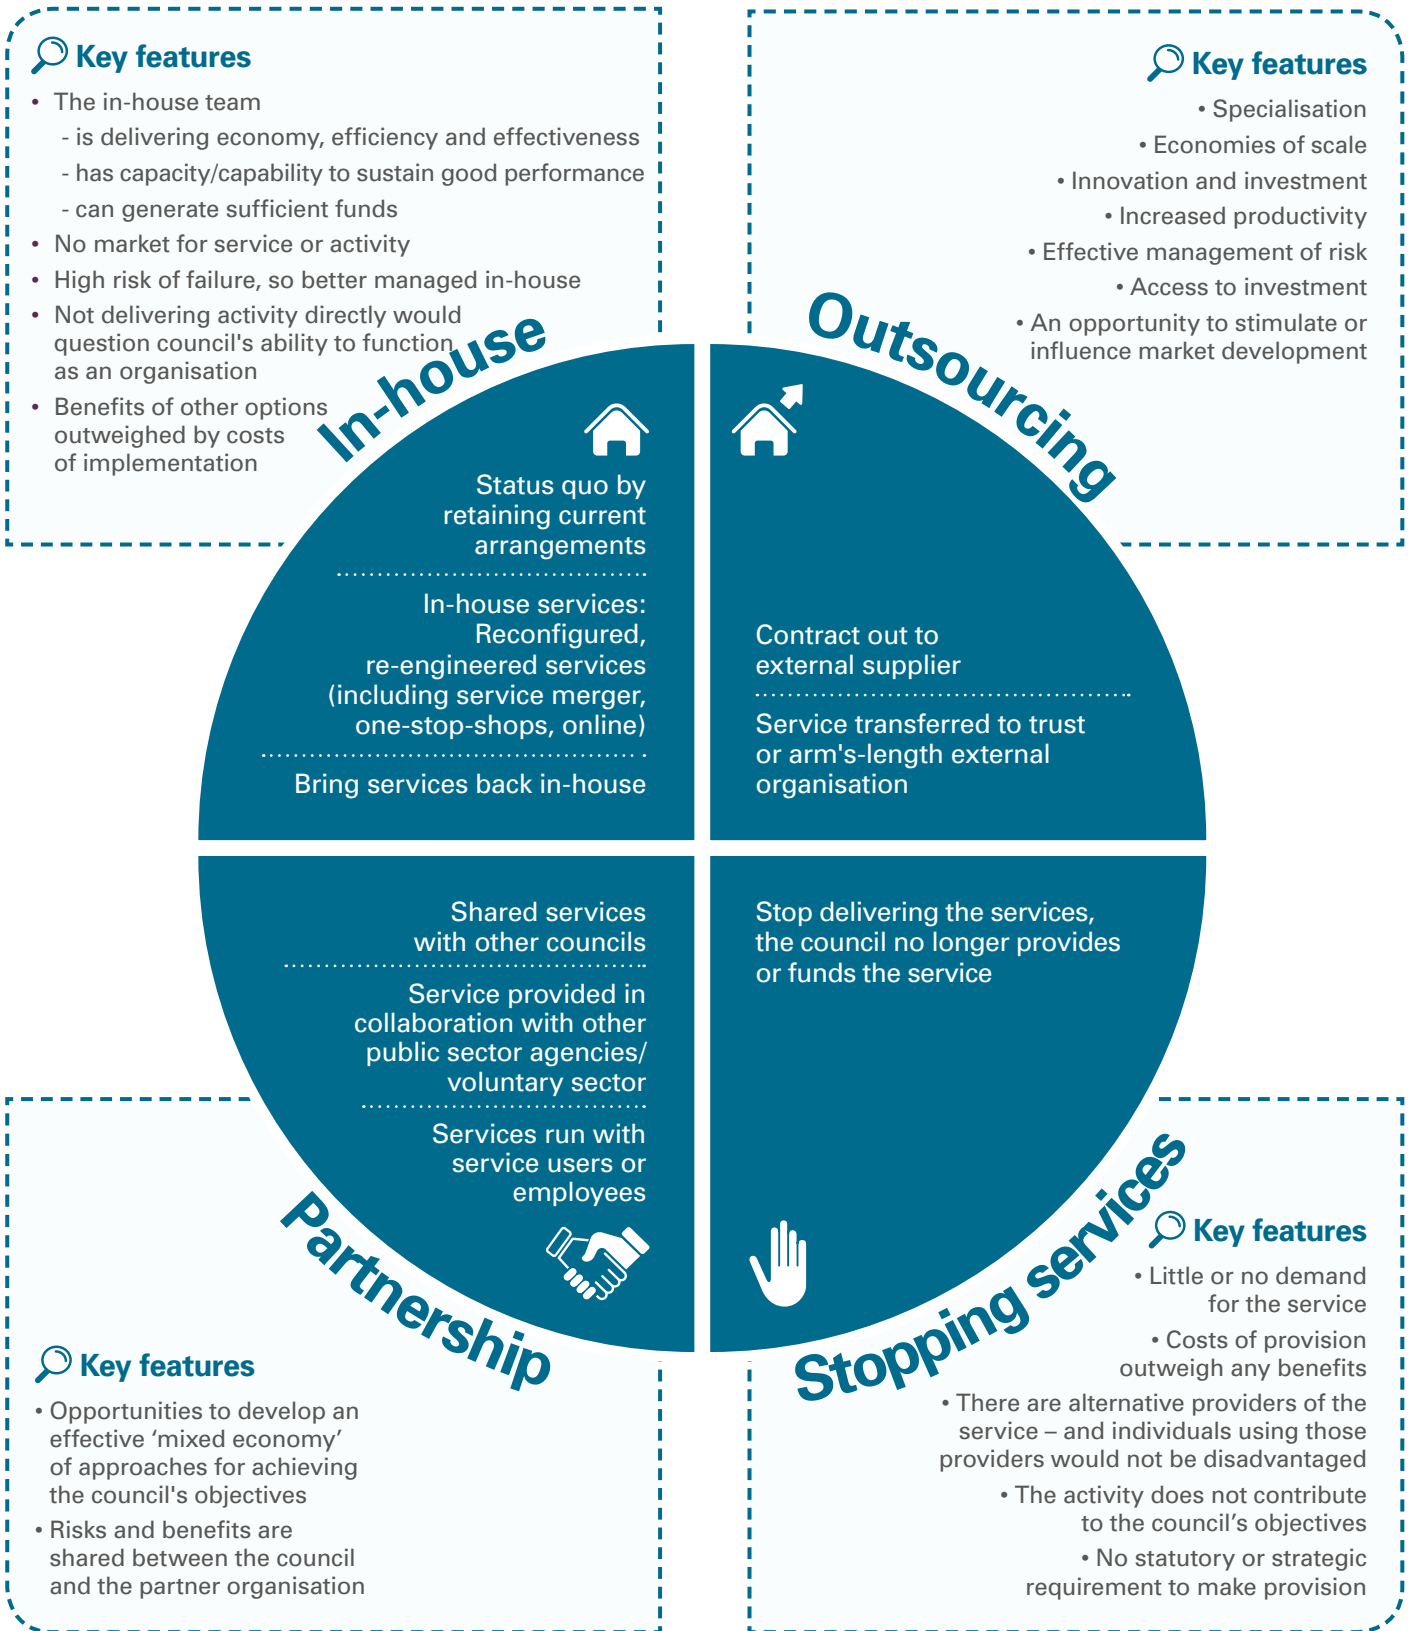 Key features
• The in-house team
- is delivering economy, efficiency and effectiveness
- has capacity/capability to sustain good performance
- can generate sufficient funds
• No market for service or activity
• High risk of failure, so better managed in-house
• Not delivering activity directly would
question council's ability to function
as an organisation
• Benefits of other options
outweighed by costs
of implementation
In-house
Status quo by
retaining current
arrangements
In-house services:
Reconfigured,
re-engineered services
(including service merger,
one-stop-shops, online)
Bring services back in-house
Key features
• Specialisation
• Economies of scale
• Innovation and investment
• Increased productivity
• Effective management of risk
• Access to investment
• An opportunity to stimulate or
influence market development
Outsourcing
Contract out to
external supplier
Service transferred to trust
or arm's-length external
organisation
Shared services
with other councils
Service provided in
collaboration with other
public sector agencies/
voluntary sector
Services run with
service users or
employees
Partnership
Key features
• Opportunities to develop an
effective ‘mixed economy’
of approaches for achieving
the council's objectives
• Risks and benefits are
shared between the council
and the partner organisation
Stop delivering the services,
the council no longer provides
or funds the service
Stopping services
Key features
• Little or no demand
for the service
• Costs of provision
outweigh any benefits
• There are alternative providers of the
service – and individuals using those
providers would not be disadvantaged
• The activity does not contribute
to the council’s objectives
• No statutory or strategic
requirement to make provision